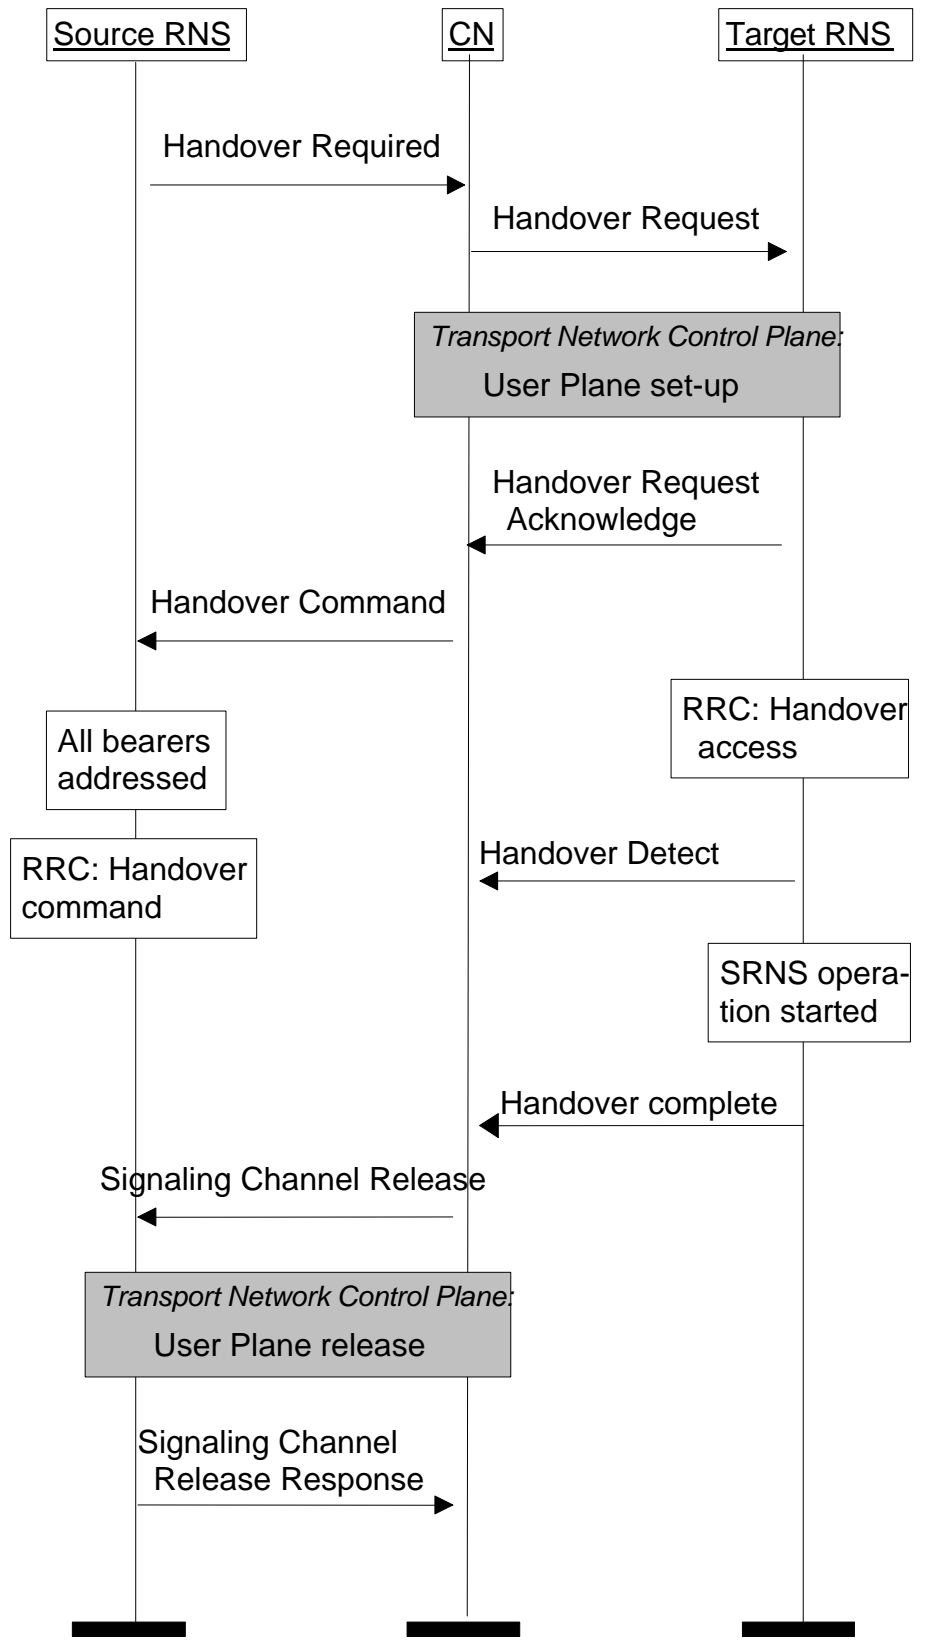 Source RNS
CN
Target RNS
Handover Required
Handover Request
Transport Network Control Plane:
User Plane set-up
Handover Request
Acknowledge
Handover Command
RRC: Handover
access
All bearers
addressed
Handover Detect
RRC: Handover
command
SRNS opera-
tion started
Handover complete
Signaling Channel Release
Transport Network Control Plane:
User Plane release
Signaling Channel
Release Response